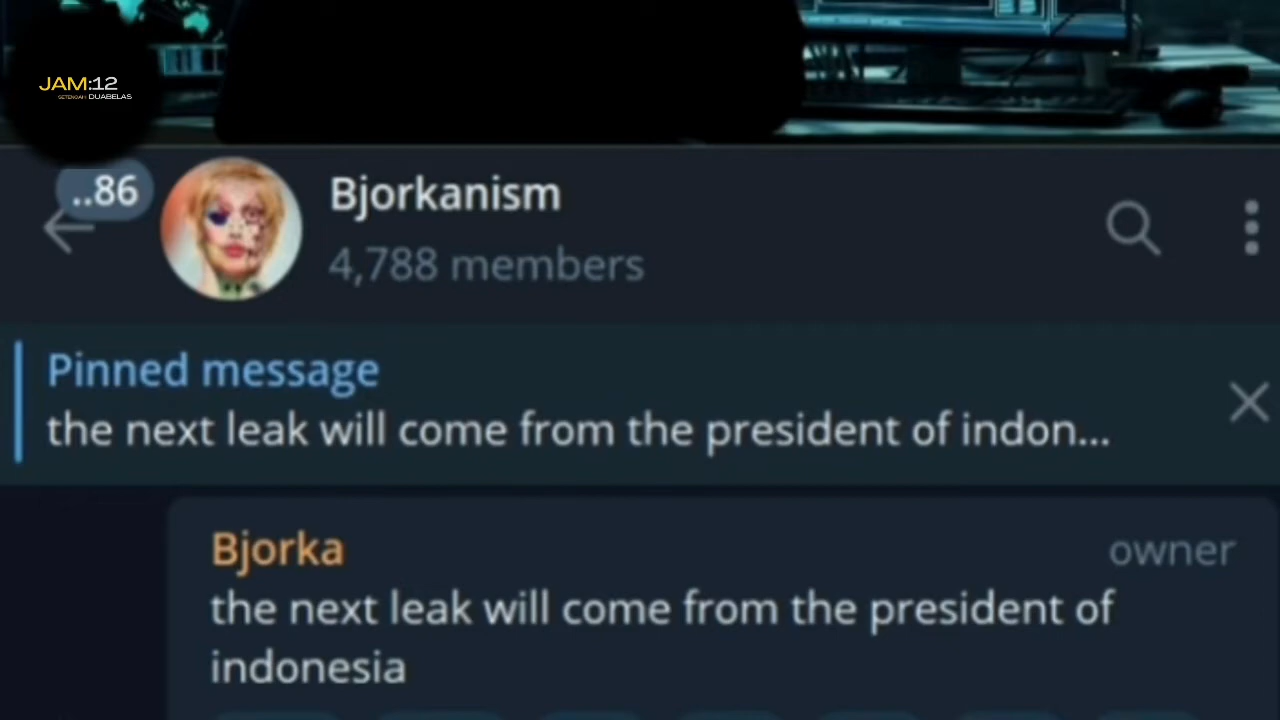 JAM:12
SETENGAH DUABELAS
..86
Bjorkanism
4,788 members
Pinned message
the next leak will come from the president of indon...
Bjorka
owner
the next leak will come from the president of
indonesia